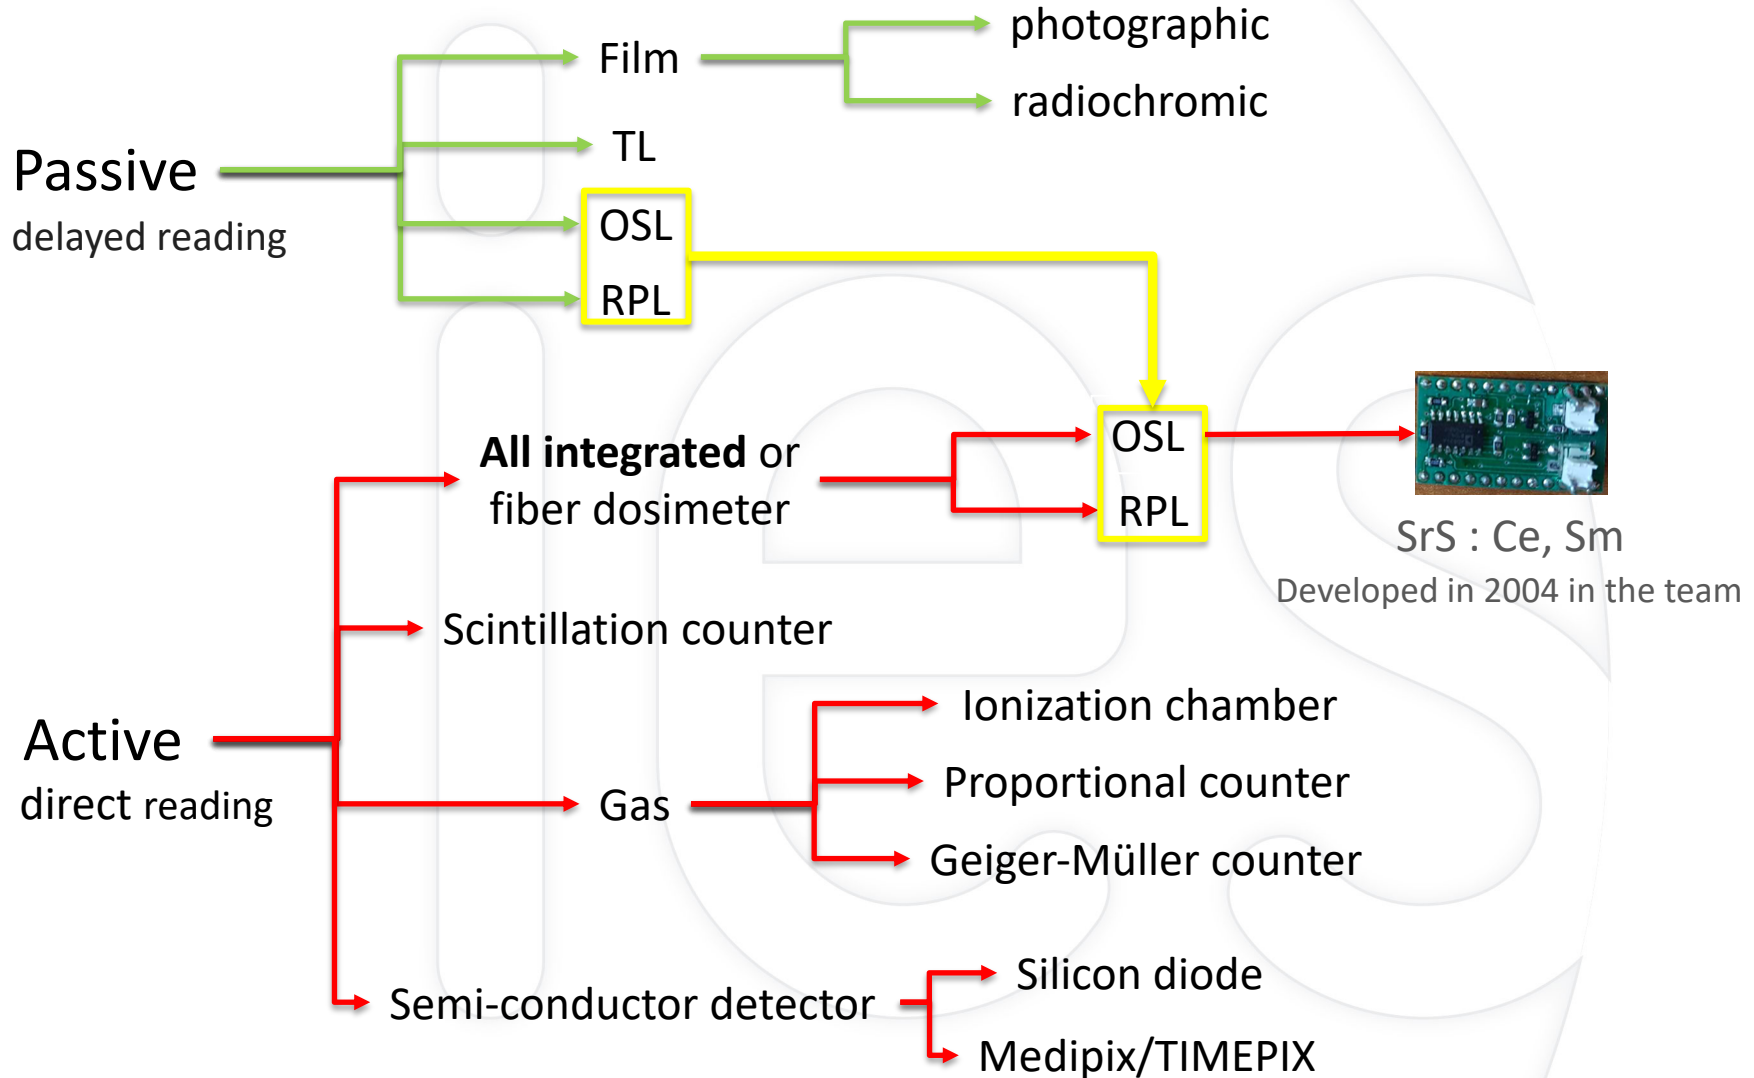 photographic
Film
radiochromic
TL
Passive
delayed reading
OSL
RPL
All integrated or
fiber dosimeter
OSL
RPL
SrS : Ce, Sm
Developed in 2004 in the team
Scintillation counter
Ionization chamber
Active
direct reading
Proportional counter
Gas
Geiger-Müller counter
Silicon diode
Semi-conductor detector
Medipix/TIMEPIX
ies